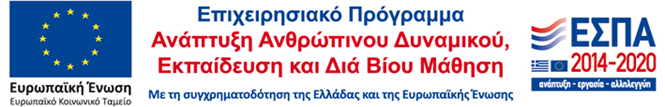 Ευρωπαϊκή Ένωση
Ευρωπαϊκό Κοινωνικό Ταμείο
Επιχειρησιακό Πρόγραμμα
Ανάπτυξη Ανθρώπινου Δυναμικού,
Εκπαίδευση και Διά Βίου Μάθηση
Με τη συγχρηματοδότηση της Ελλάδας και της Ευρωπαϊκής Ένωσης
ΕΣΠΑ
2014-2020
ανάπτυξη - εργασία - αλληλεγγύη